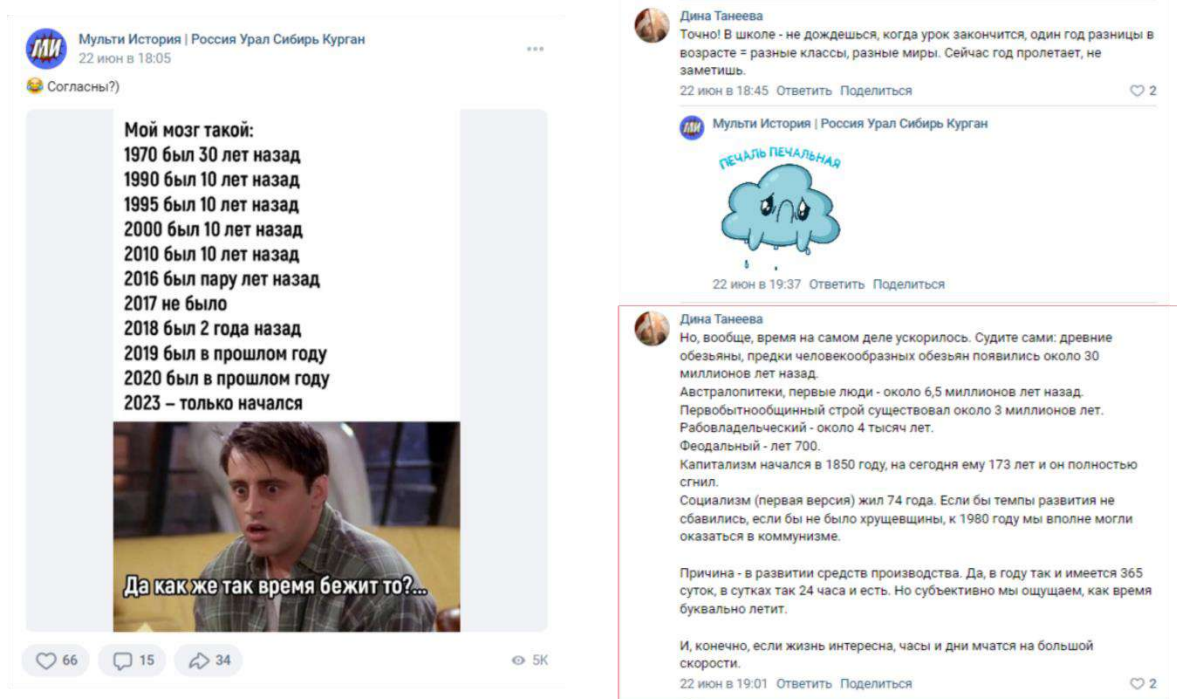 МИ
Мульти История | Россия Урал Сибирь Курган
22 июн в 18:05
Согласны?)
Мой мозг такой:
1970 был 30 лет назад
1990 был 10 лет назад
1995 был 10 лет назад
2000 был 10 лет назад
2010 был 10 лет назад
2016 был пару лет назад
2017 не было
2018 был 2 года назад
2019 был в прошлом году
2020 был в прошлом году
2023 – только начался
Да как же так время бежит то?...
66 15 34 5K
Дина Танеева
Точно! В школе - не дождешься, когда урок закончится, один год разницы в
возрасте = разные классы, разные миры. Сейчас год пролетает, не
заметишь.
22 июн в 18:45 Ответить Поделиться 2
МИ
Мульти История | Россия Урал Сибирь Курган
ПЕЧАЛЬ ПЕЧАЛЬНАЯ
22 июн в 19:37 Ответить Поделиться
Дина Танеева
Но, вообще, время на самом деле ускорилось. Судите сами: древние
обезьяны, предки человекообразных обезьян появились около 30
миллионов лет назад.
Австралопитеки, первые люди - около 6,5 миллионов лет назад.
Первобытнообщинный строй существовал около 3 миллионов лет.
Рабовладельческий - около 4 тысяч лет.
Феодальный - лет 700.
Капитализм начался в 1850 году, на сегодня ему 173 лет и он полностью
сгнил.
Социализм (первая версия) жил 74 года. Если бы темпы развития не
сбавились, если бы не было хрущевщины, к 1980 году мы вполне могли
оказаться в коммунизме.
Причина - в развитии средств производства. Да, в году так и имеется 365
суток, в сутках так 24 часа и есть. Но субъективно мы ощущаем, как время
буквально летит.
И, конечно, если жизнь интересна, часы и дни мчатся на большой
скорости.
22 июн в 19:01 Ответить Поделиться 2